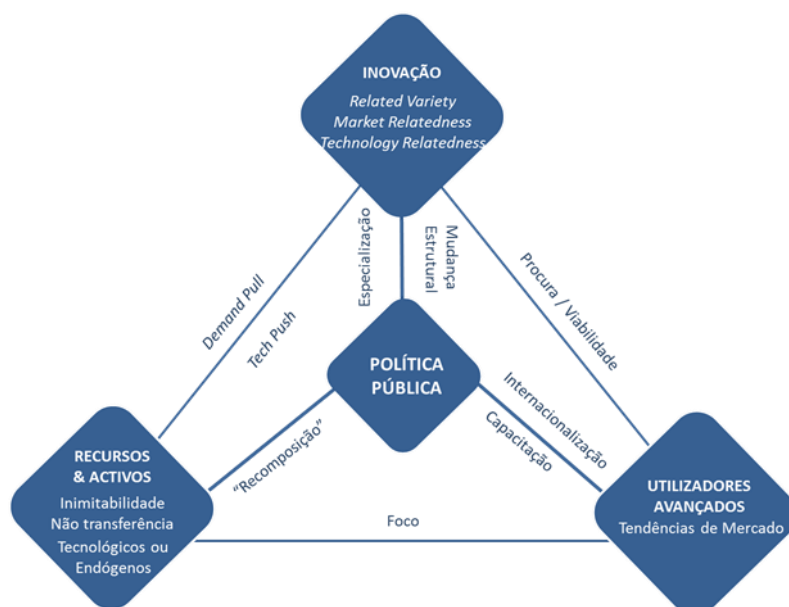 INOVAÇÃO
Related Variety
Market Relatedness
Technology Relatedness
Demand Pull
Tech Push
Especialização
Mudança
Estrutural
Procura / Viabilidade
POLÍTICA
PÚBLICA
"Recomposição"
Internacionalização
Capacitação
RECURSOS
& ACTIVOS
Inimitabilidade
Não transferência
Tecnológicos ou
Endógenos
Foco
UTILIZADORES
AVANÇADOS
Tendências de Mercado